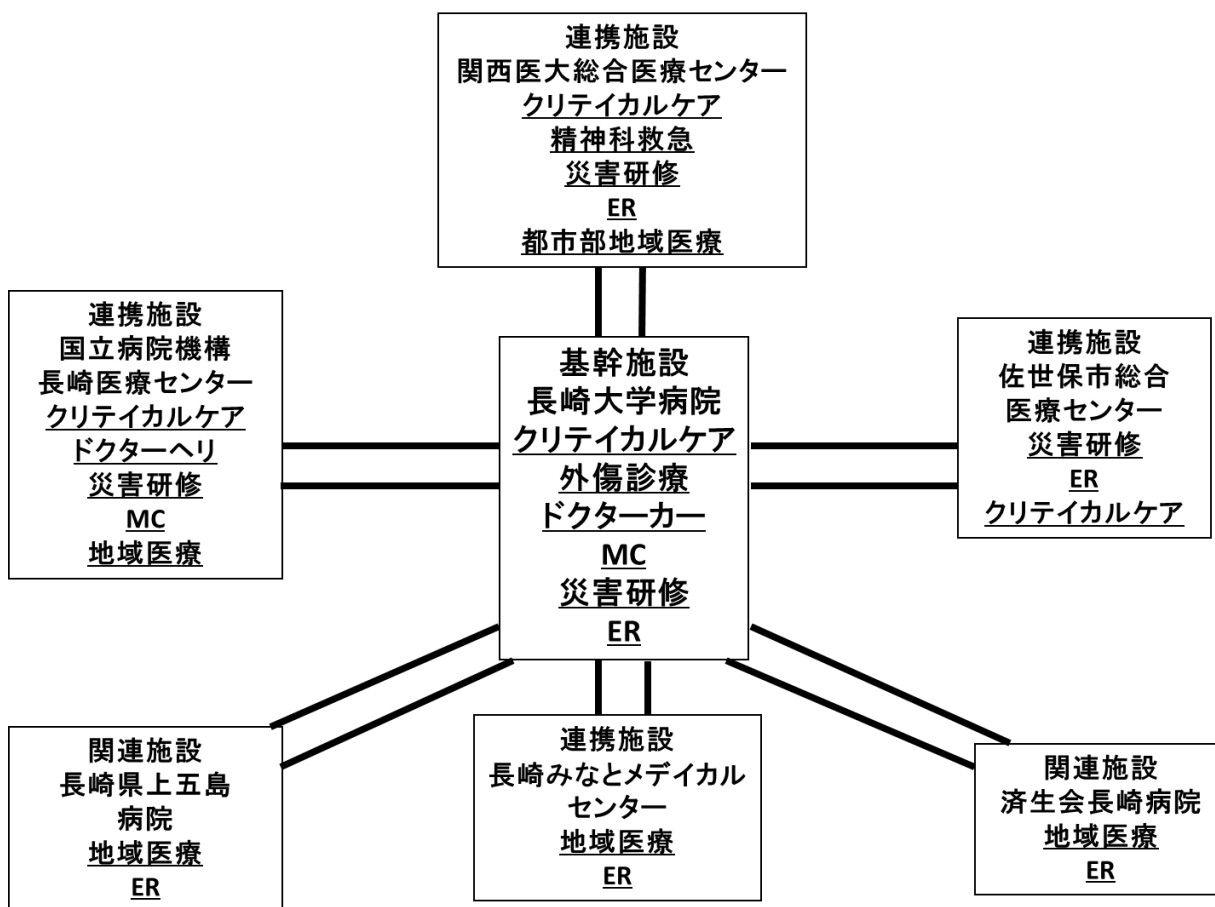 連携施設
関西医大総合医療センター
クリテイカルケア
精神科救急
災害研修
ER
都市部地域医療
連携施設
国立病院機構
長崎医療センター
クリテイカルケア
ドクターヘリ
災害研修
MC
地域医療
基幹施設
長崎大学病院
クリテイカルケア
外傷診療
ドクターカー
MC
災害研修
ER
連携施設
佐世保市総合
医療センター
災害研修
ER
クリテイカルケア
関連施設
長崎県上五島
病院
地域医療
ER
連携施設
長崎みなとメデイカル
センター
地域医療
ER
関連施設
済生会長崎病院
地域医療
ER